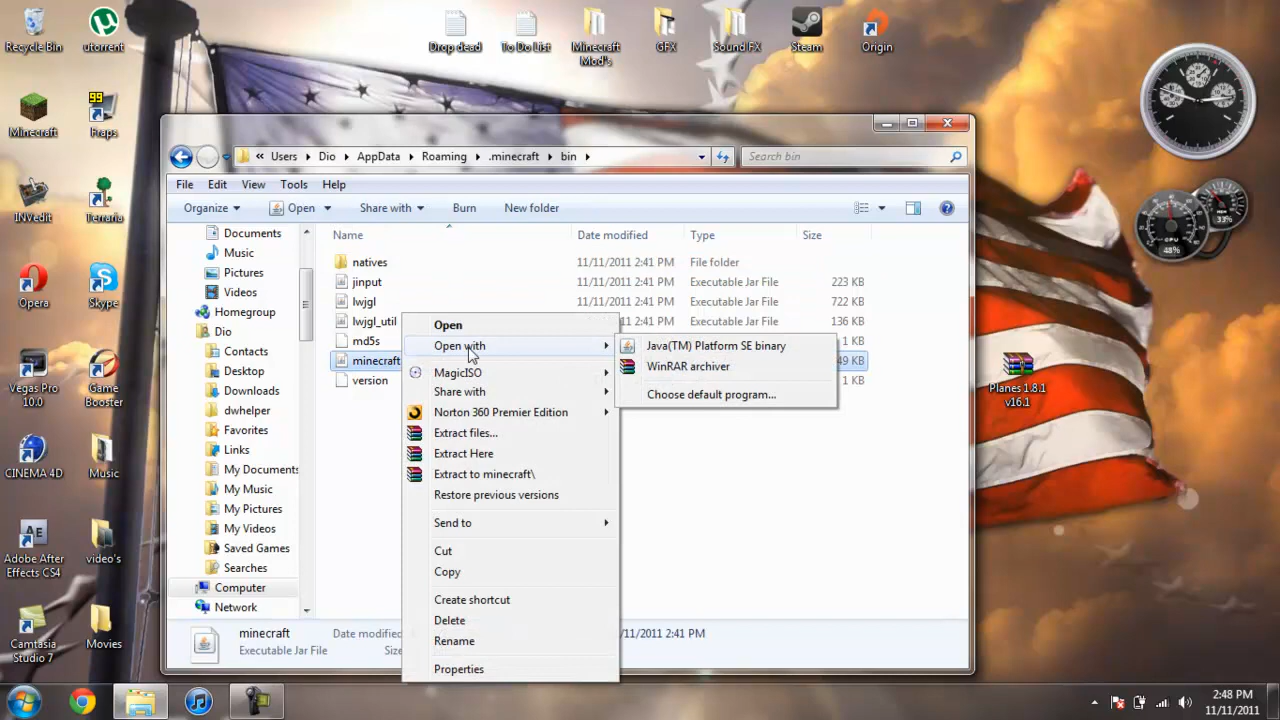 Recycle Bin
utorrent
Drop dead
To Do List
Minecraft
Mod's
GFX
Sound FX
Steam
Origin
Minecraft
99
Fraps
INVedit
Terraria
Opera
Skype
Vegas Pro
10.0
Game
Booster
CINEMA 4D
Music
AE
Adobe After
Effects CS4
video's
Camtasia
Studio 7
Movies
« Users
Dio
AppData
Roaming
.minecraft
bin
Search bin
File
Edit
View
Tools
Help
Organize
Open
Share with
Burn
New folder
Documents
Music
Pictures
Videos
Homegroup
Dio
Contacts
Desktop
Downloads
dwhelper
Favorites
Links
My Documents
My Music
My Pictures
My Videos
Saved Games
Searches
Computer
Network
Name
Date modified
Type
Size
natives 11/11/2011 2:41 PM File folder
jinput 11/11/2011 2:41 PM Executable Jar File 223 KB
lwjgl 11/11/2011 2:41 PM Executable Jar File 722 KB
lwjgl_util 11/11/2011 2:41 PM Executable Jar File 136 KB
md5s 1 KB
minecraft 49 KB
version 1 KB
Open
Open with
MagicISO
Share with
Norton 360 Premier Edition
Extract files...
Extract Here
Extract to minecraft\
Restore previous versions
Send to
Cut
Copy
Create shortcut
Delete
Rename
Properties
Java(TM) Platform SE binary
WinRAR archiver
Choose default program...
minecraft
Date modified
/11/2011 2:41 PM
Executable Jar File
Planes 1.8.1
v16.1
33%
CPU
48%
2:48 PM
11/11/2011